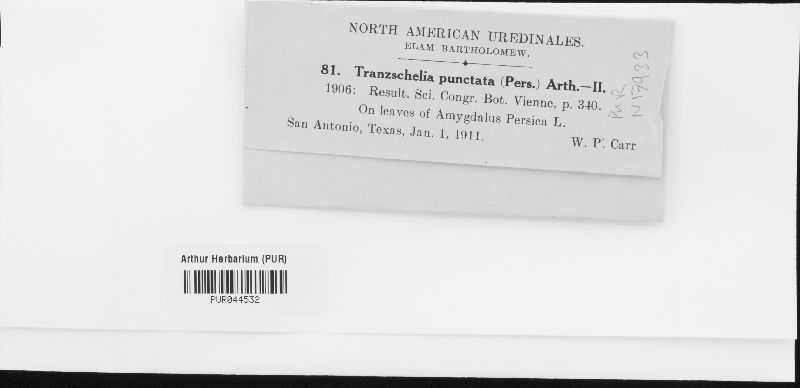 NORTH AMERICAN UREDINALES.
ELAM BARTHOLOMEW.
81. Tranzschelia punctata (Pers.) Arth.—II.
1906: Result. Sci. Congr. Bot. Vienne, p. 340.
On leaves of Amygdalus Persica L.
San Antonio, Texas, Jan. 1, 1911.
W. P. Carr
PUR
N17933
Arthur Herbarium (PUR)
PUR044532